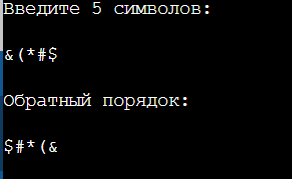 Введите 5 символов:
&(*#$
Обратный порядок:
$#*(&